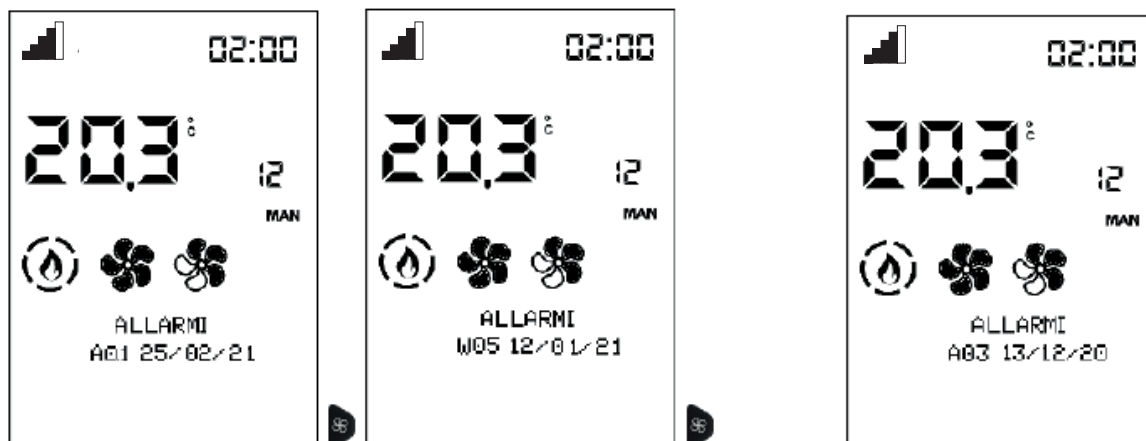 02:00
20,3 °c
12
MAN
ALLARMI
A01 25/02/21
02:00
20,3 °c
12
MAN
ALLARMI
W05 12/01/21
02:00
20,3 °c
12
MAN
ALLARMI
A03 13/12/20